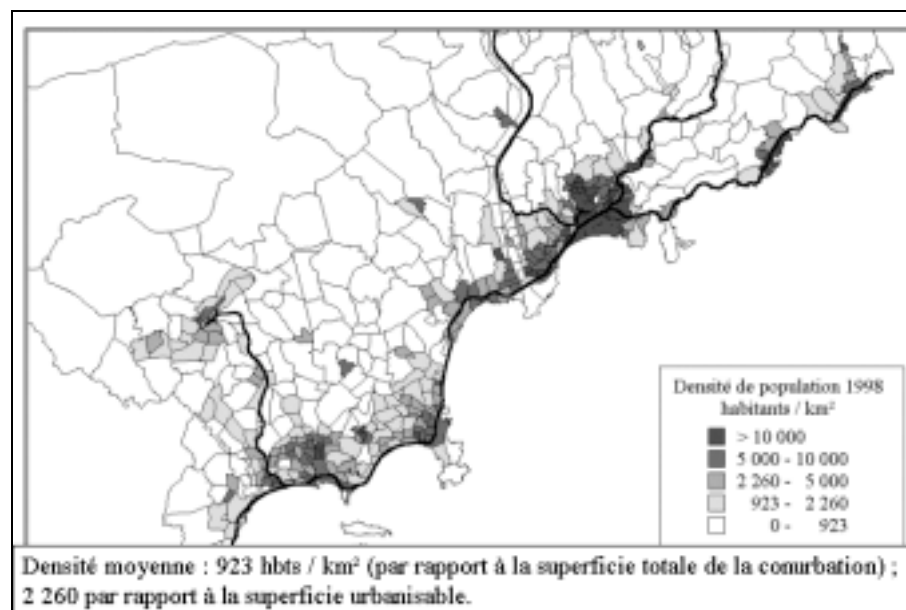 Densité de population 1998
habitants / km²
> 10 000
5 000 - 10 000
2 260 - 5 000
923 - 2 260
0 - 923
Densité moyenne : 923 hbts / km² (par rapport à la superficie totale de la conurbation) ;
2 260 par rapport à la superficie urbanisable.